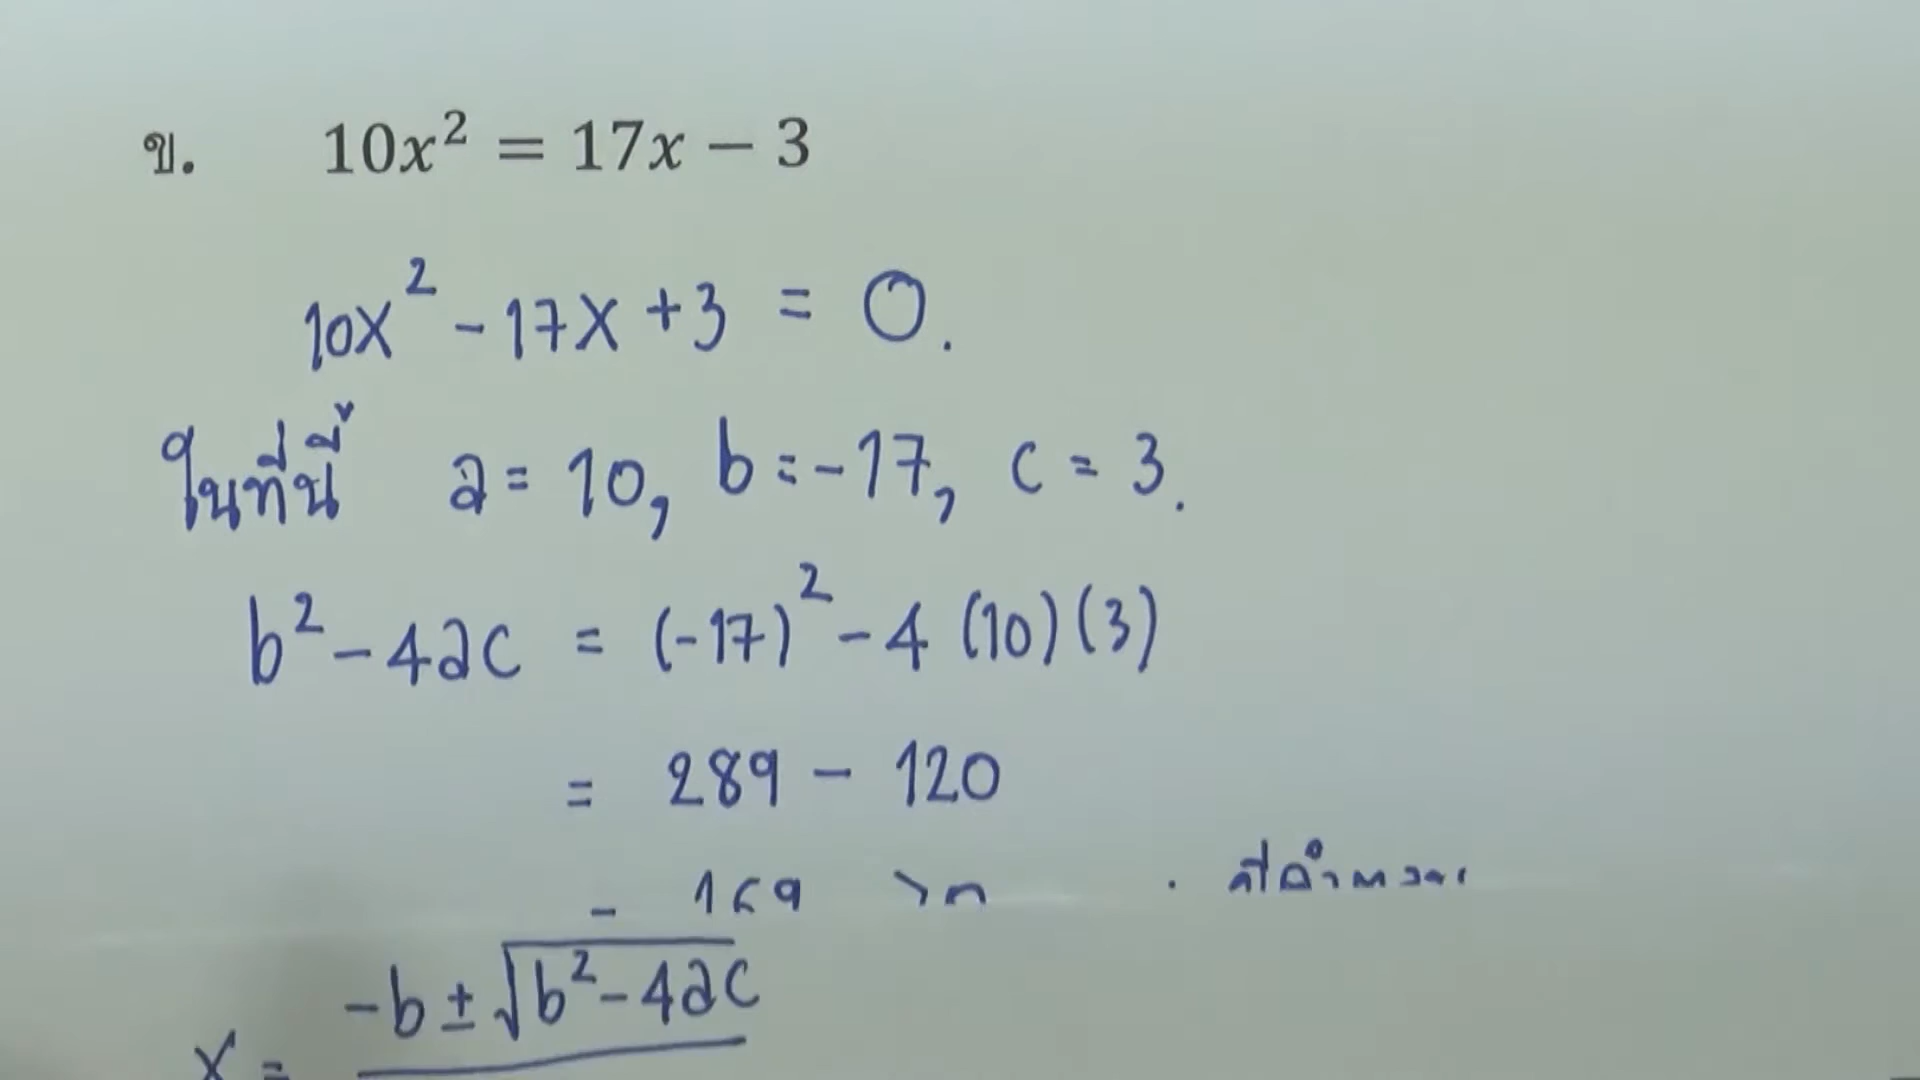 ข. 10x² = 17x − 3
10x² - 17x + 3 = 0.
ในที่นี้ a = 10, b = -17, c = 3.
b² - 4ac = (-17)² - 4 (10) (3)
= 289 - 120
-b ± √b² - 4ac
x =